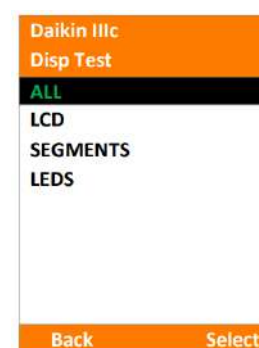 Daikin IIIc
Disp Test
ALL
LCD
SEGMENTS
LEDS
Back Select